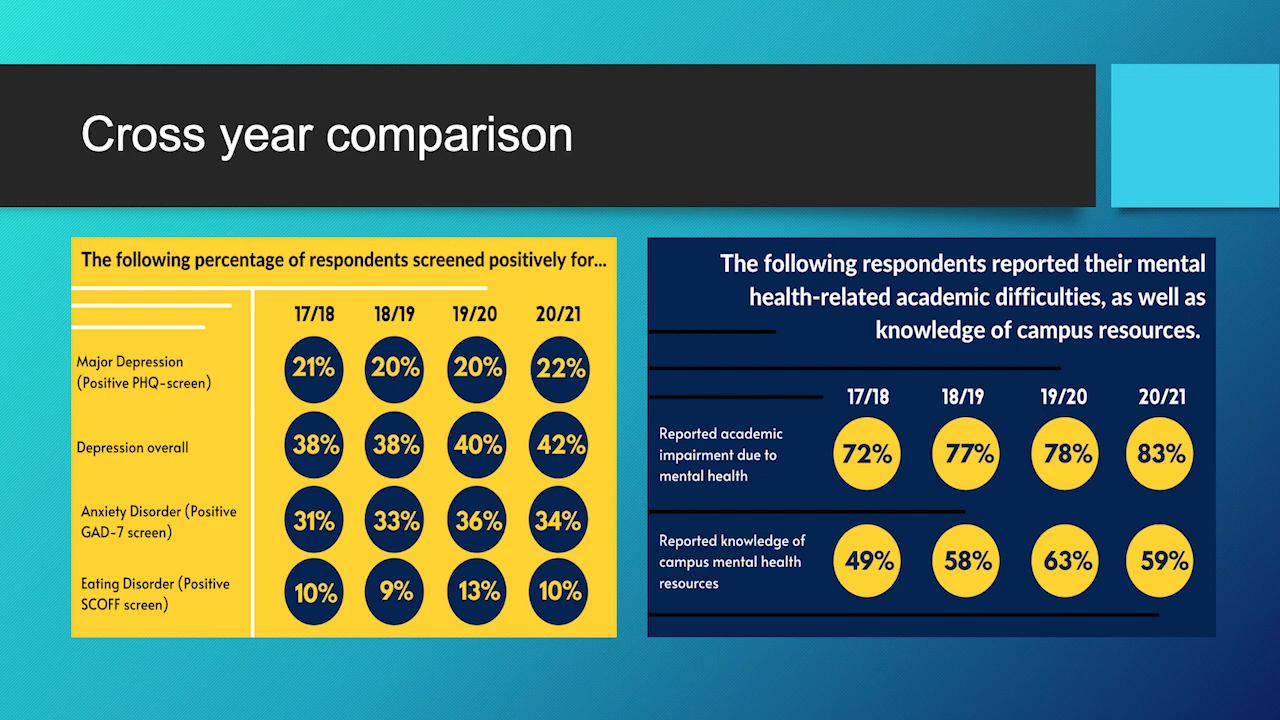 Cross year comparison
The following percentage of respondents screened positively for...
17/18 18/19 19/20 20/21
Major Depression
(Positive PHQ-screen)
21% 20% 20% 22%
Depression overall
38% 38% 40% 42%
Anxiety Disorder (Positive
GAD-7 screen)
31% 33% 36% 34%
Eating Disorder (Positive
SCOFF screen)
10% 9% 13% 10%
The following respondents reported their mental
health-related academic difficulties, as well as
knowledge of campus resources.
17/18 18/19 19/20 20/21
Reported academic
impairment due to
mental health
72% 77% 78% 83%
Reported knowledge of
campus mental health
resources
49% 58% 63% 59%